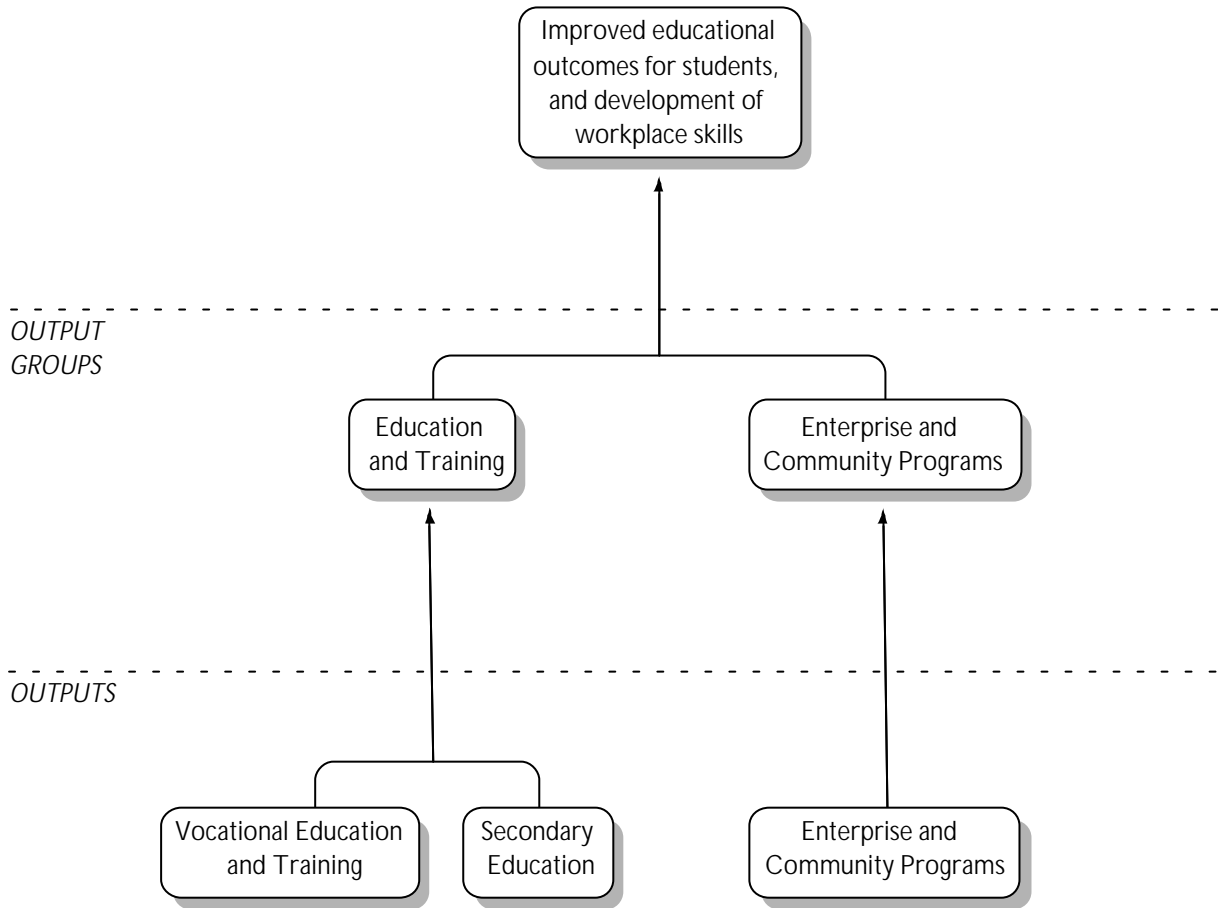 Improved educational
outcomes for students,
and development of
workplace skills
OUTPUT
GROUPS
Education
and Training
Enterprise and
Community Programs
OUTPUTS
Vocational Education
and Training
Secondary
Education
Enterprise and
Community Programs